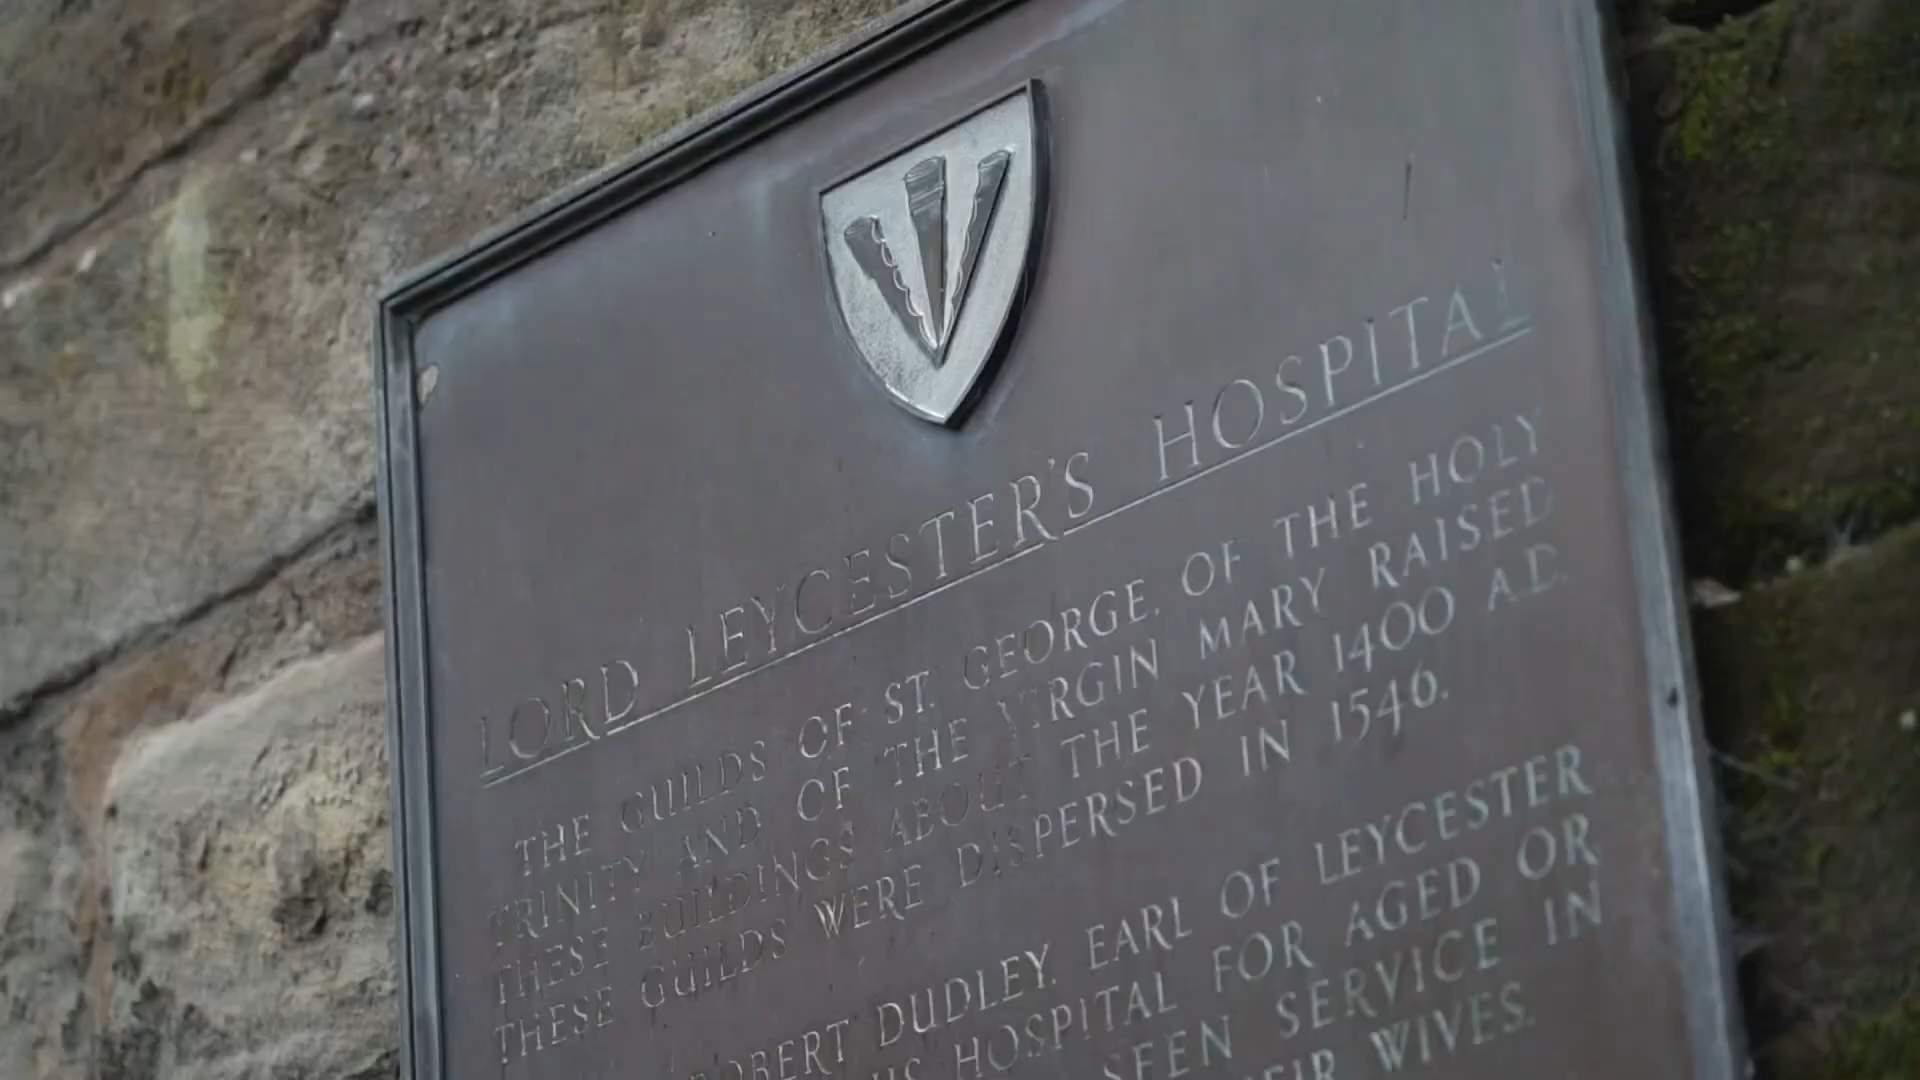 LORD LEYCESTER'S HOSPITAL
THE GUILDS OF ST. GEORGE, OF THE HOLY
TRINITY AND OF THE VIRGIN MARY RAISED
THESE BUILDINGS ABOUT THE YEAR 1400 A.D.
THESE GUILDS WERE DISPERSED IN 1546.
ROBERT DUDLEY, EARL OF LEYCESTER
HOSPITAL FOR AGED OR
SEEN SERVICE IN
WIVES.